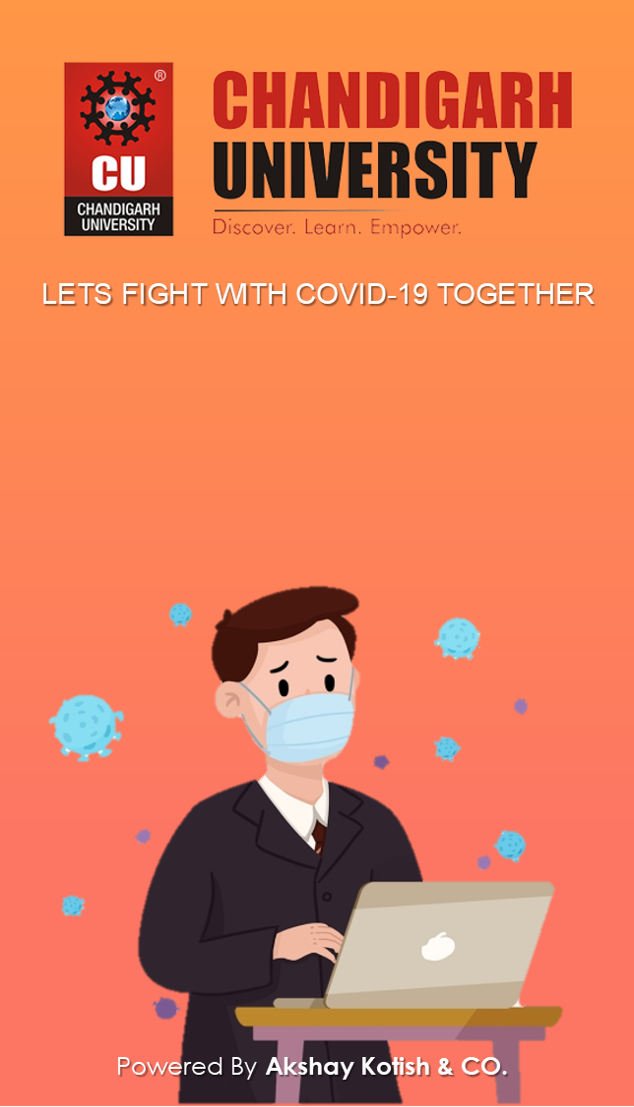 ®
CU
CHANDIGARH
UNIVERSITY
CHANDIGARH
UNIVERSITY
Discover. Learn. Empower.
LETS FIGHT WITH COVID-19 TOGETHER
Powered By Akshay Kotish & CO.